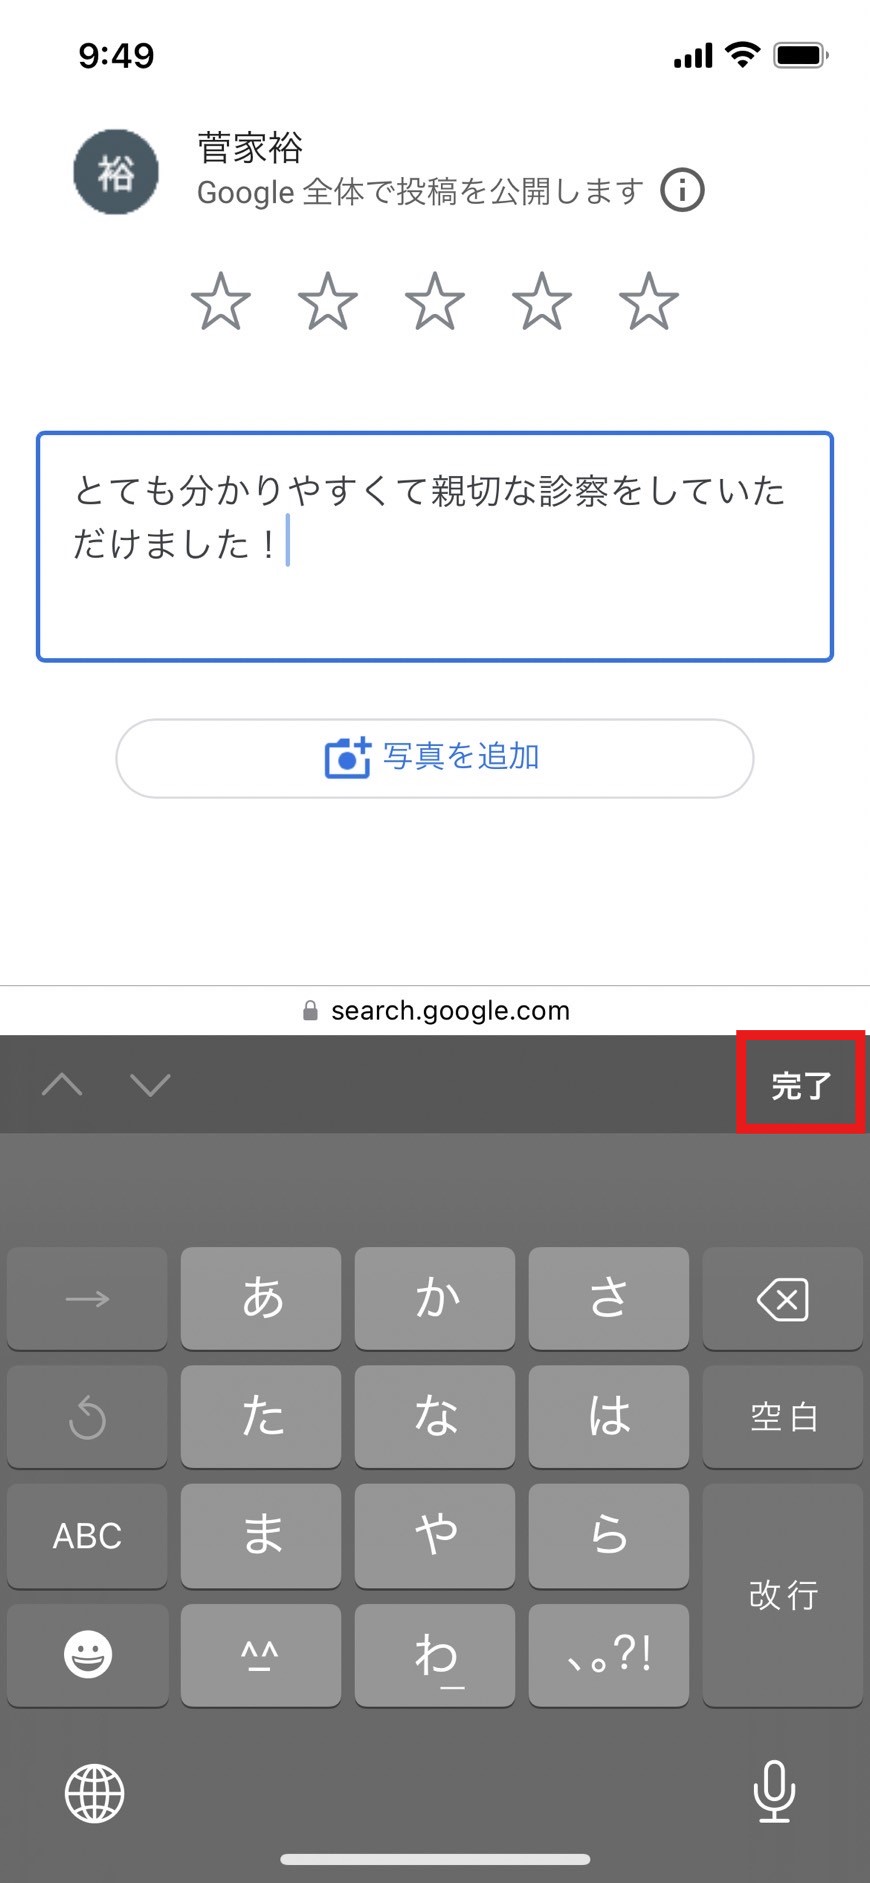 9:49
裕
菅家裕
Google 全体で投稿を公開します
とても分かりやすくて親切な診察をしていた
だけました！
写真を追加
search.google.com
完了
→ あ か さ
た な は 空白
ABC ま や ら
改行
^_^ わ_ 、。?!